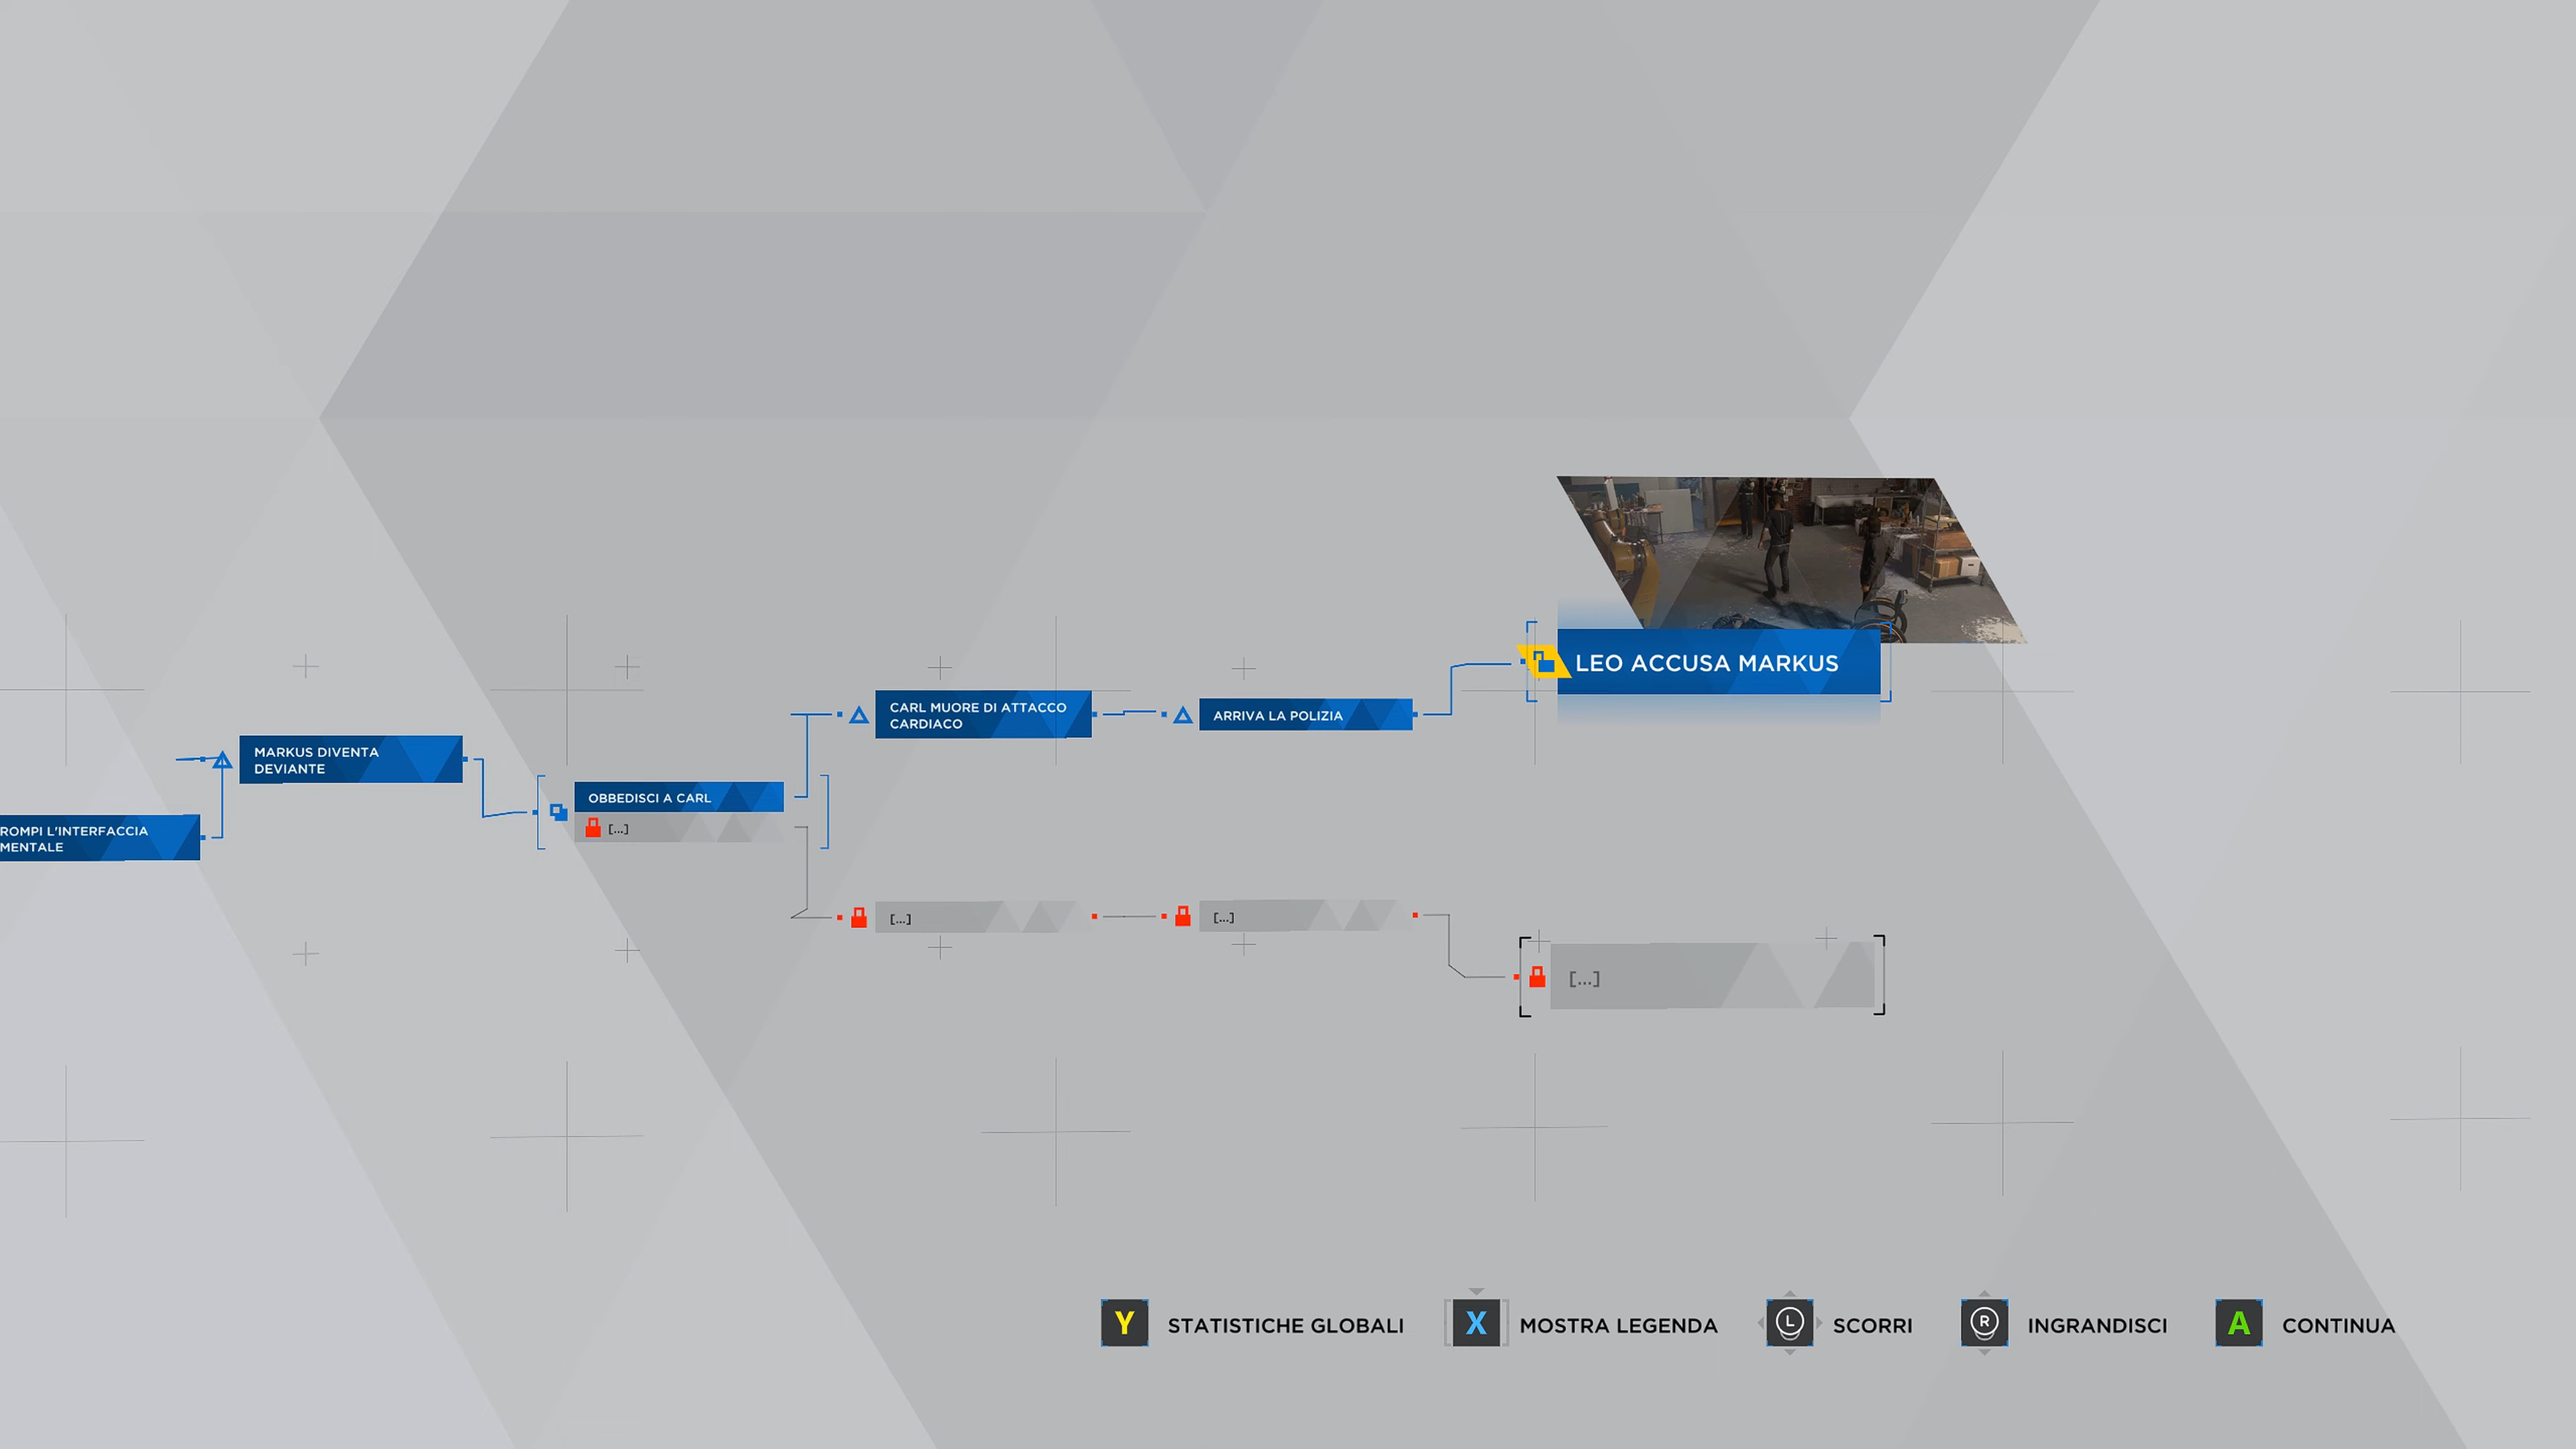 LEO ACCUSA MARKUS
CARL MUORE DI ATTACCO
CARDIACO
ARRIVA LA POLIZIA
MARKUS DIVENTA
DEVIANTE
OBBEDISCI A CARL
[...]
ROMPI L'INTERFACCIA
MENTALE
[...]
[...]
[...]
Y STATISTICHE GLOBALI
X MOSTRA LEGENDA
L SCORRI
R INGRANDISCI
A CONTINUA